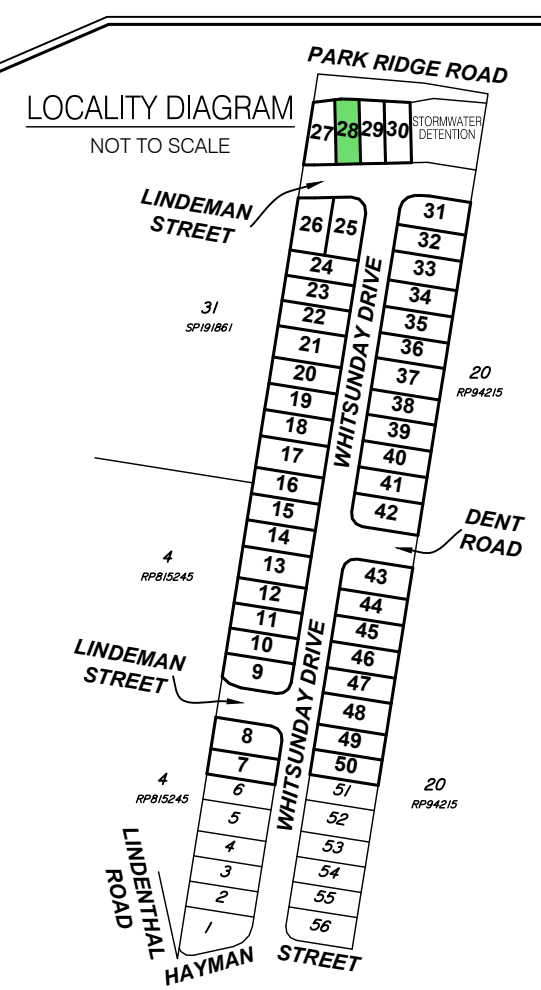 PARK RIDGE ROAD
LOCALITY DIAGRAM
NOT TO SCALE
27 28 29 30
STORMWATER
DETENTION
LINDEMAN
STREET
26 25
24
23
22
21
20
19
18
17
16
15
14
13
12
11
10
9
31
32
33
34
35
36
37
38
39
40
41
42
WHITSUNDAY DRIVE
31
SP191861
20
RP94215
DENT
ROAD
4
RP815245
LINDEMAN
STREET
43
44
45
46
47
48
49
50
51
52
53
54
55
56
WHITSUNDAY DRIVE
8
7
6
5
4
3
2
1
4
RP815245
20
RP94215
LINDENTHAL
ROAD
HAYMAN STREET